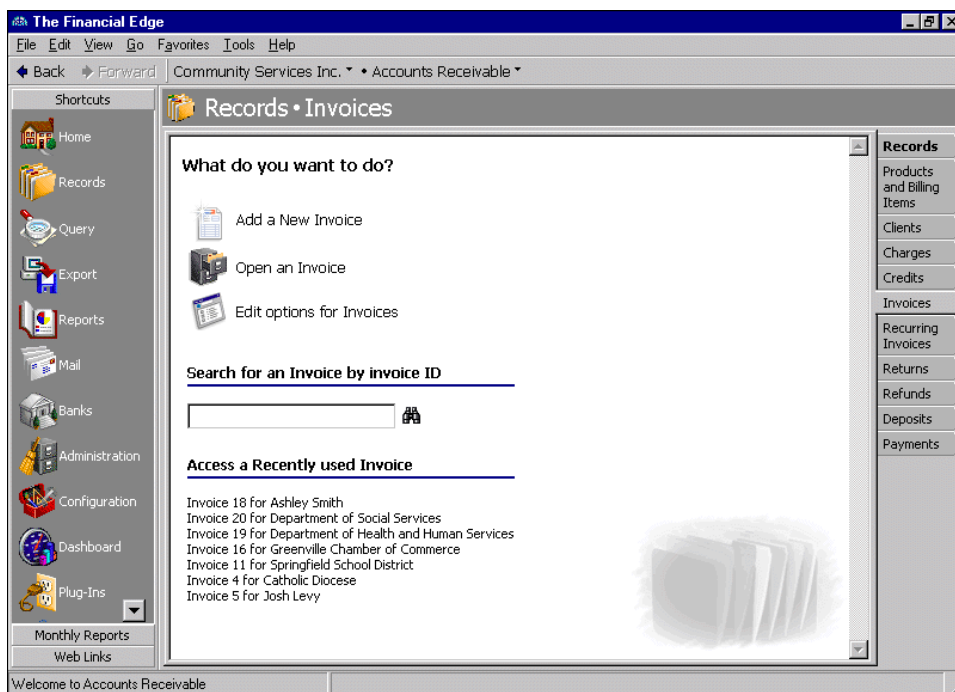 The Financial Edge
File Edit View Go Favorites Tools Help
Back Forward Community Services Inc. • Accounts Receivable
Shortcuts
Home
Records
Query
Export
Reports
Mail
Banks
Administration
Configuration
Dashboard
Plug-Ins
Monthly Reports
Web Links
Records • Invoices
What do you want to do?
Add a New Invoice
Open an Invoice
Edit options for Invoices
Search for an Invoice by invoice ID
Access a Recently used Invoice
Invoice 18 for Ashley Smith
Invoice 20 for Department of Social Services
Invoice 19 for Department of Health and Human Services
Invoice 16 for Greenville Chamber of Commerce
Invoice 11 for Springfield School District
Invoice 4 for Catholic Diocese
Invoice 5 for Josh Levy
Records
Products
and Billing
Items
Clients
Charges
Credits
Invoices
Recurring
Invoices
Returns
Refunds
Deposits
Payments
Welcome to Accounts Receivable